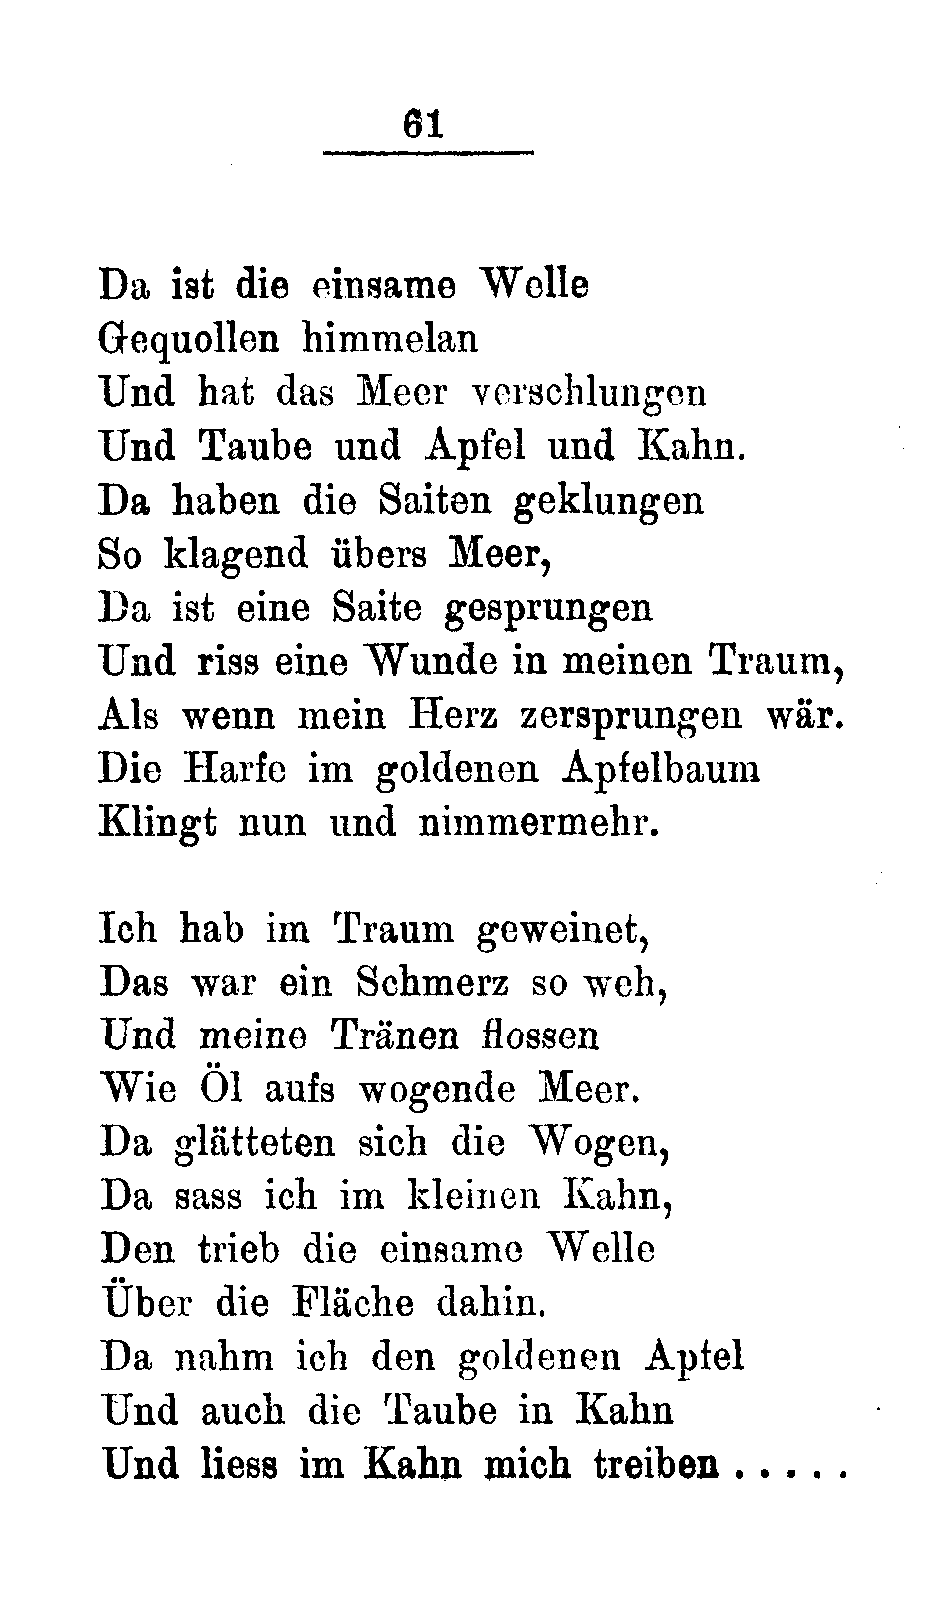 61
Da ist die einsame Welle
Gequollen himmelan
Und hat das Meer verschlungen
Und Taube und Apfel und Kahn.
Da haben die Saiten geklungen
So klagend übers Meer,
Da ist eine Saite gesprungen
Und riss eine Wunde in meinen Traum,
Als wenn mein Herz zersprungen wär.
Die Harfe im goldenen Apfelbaum
Klingt nun und nimmermehr.
Ich hab im Traum geweinet,
Das war ein Schmerz so weh,
Und meine Tränen flossen
Wie Öl aufs wogende Meer.
Da glätteten sich die Wogen,
Da sass ich im kleinen Kahn,
Den trieb die einsame Welle
Über die Fläche dahin.
Da nahm ich den goldenen Apfel
Und auch die Taube in Kahn
Und liess im Kahn mich treiben . . . . .